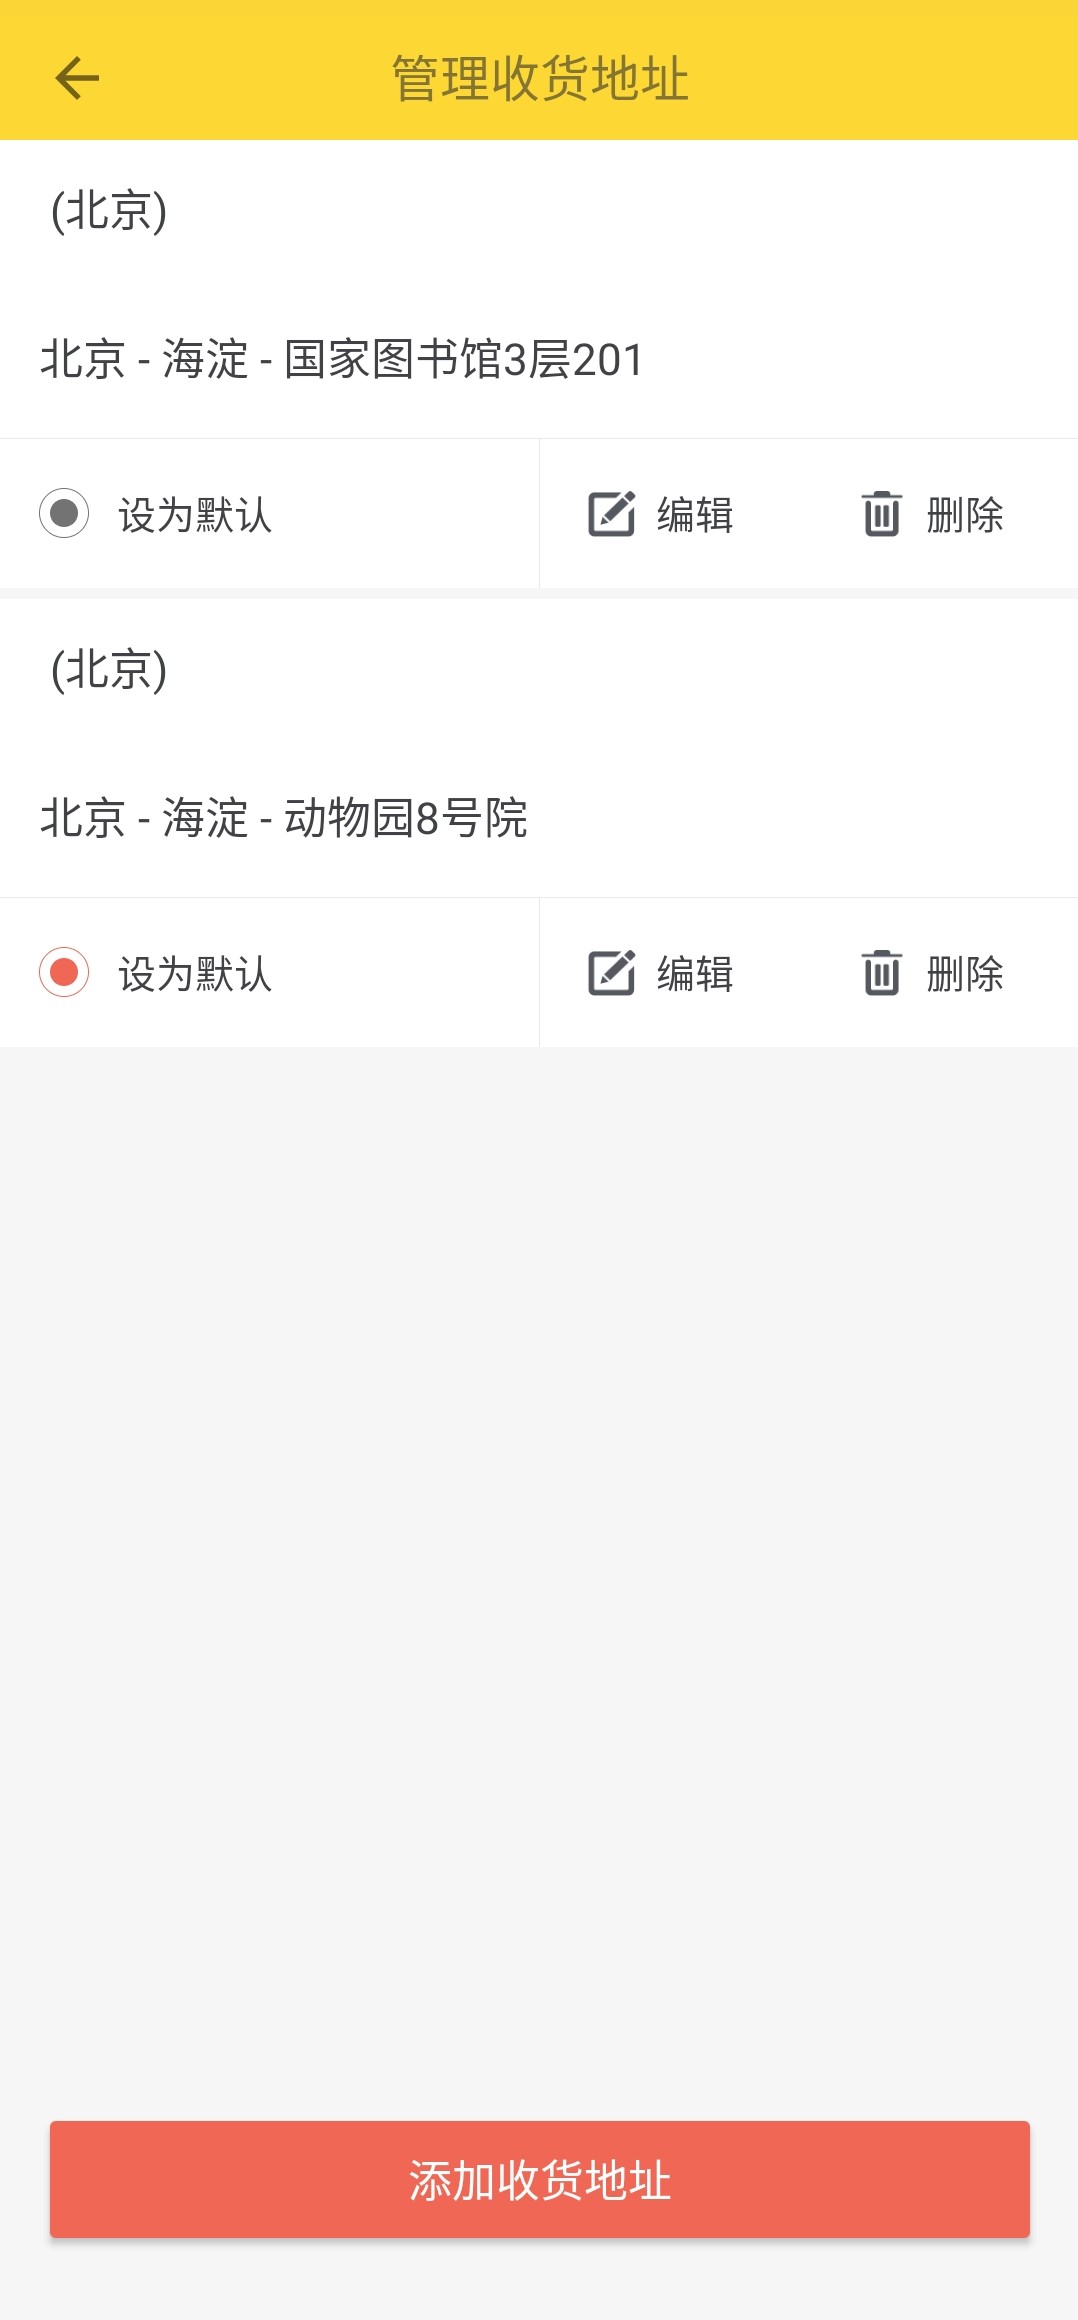 管理收货地址
(北京)
北京 - 海淀 - 国家图书馆3层201
设为默认 编辑 删除
(北京)
北京 - 海淀 - 动物园8号院
设为默认 编辑 删除
添加收货地址